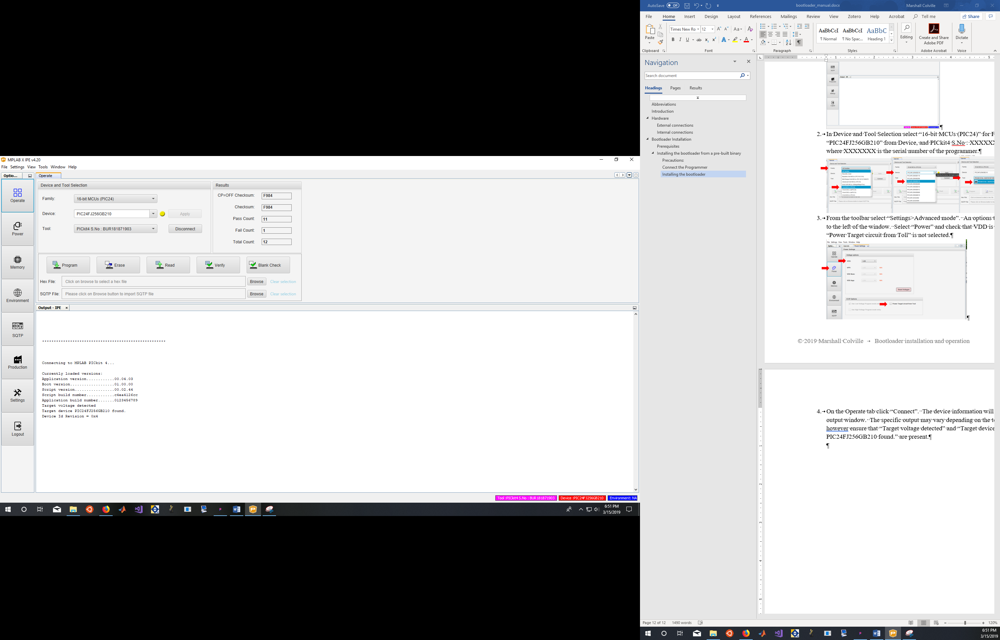 MPLAB X IPE v4.20
File Settings View Tools Window Help
Optio...
Operate
Power
Memory
Environment
SQTP
Production
Settings
Logout
Operate
Device and Tool Selection
Family: 16-bit MCUs (PIC24)
Device: PIC24FJ256GB210 Apply
Tool: PICkit4 S.No : BUR181871903 Disconnect
Results
CP=OFF Checksum: F984
Checksum: F984
Pass Count: 11
Fail Count: 1
Total Count: 12
Program Erase Read Verify Blank Check
Hex File: Click on browse to select a hex file Browse Clear selection
SQTP File: Please click on Browse button to import SQTP file Browse Clear selection
Output - IPE ×
*****************************************************
Connecting to MPLAB PICkit 4...
Currently loaded versions:
Application version............00.04.03
Boot version...................01.00.00
Script version.................00.02.44
Script build number............c4ea4126cc
Application build number.......0123456789
Target voltage detected
Target device PIC24FJ256GB210 found.
Device Id Revision = 0x4
Tool :PICkit4 S.No : BUR181871903 Device :PIC24FJ256GB210 Environment: NA
6:51 PM
3/15/2019
AutoSave Off bootloader_manual.docx Marshall Colville
File Home Insert Design Layout References Mailings Review View Zotero Help Acrobat Tell me Share
Paste
Clipboard
Times New Ro 12
Font
Paragraph
AaBbCcI AaBbCcI AaBbC
¶ Normal ¶ No Spac... Heading 1
Styles
Editing
Create and Share
Adobe PDF
Adobe Acrobat
Dictate
Voice
Navigation
Search document
Headings Pages Results
Abbreviations
Introduction
Hardware
External connections
Internal connections
Bootloader Installation
Prerequisites
Installing the bootloader from a pre-built binary
Precautions:
Connect the Programmer
Installing the bootloader
2. In Device and Tool Selection select “16-bit MCUs (PIC24)” for F
“PIC24FJ256GB210” from Device, and PICkit4 S.No : XXXXXX
where XXXXXXX is the serial number of the programmer.¶
3. From the toolbar select “Settings>Advanced mode”. An options t
to the left of the window. Select “Power” and check that VDD is
“Power Target circuit from Toll” is not selected.¶
© 2019 Marshall Colville → Bootloader installation and operation
4. On the Operate tab click “Connect”. The device information will
output window. The specific output may vary depending on the t
however ensure that “Target voltage detected” and “Target device
PIC24FJ256GB210 found.” are present.¶
¶
Page 12 of 12 1490 words 120%
6:51 PM
3/15/2019